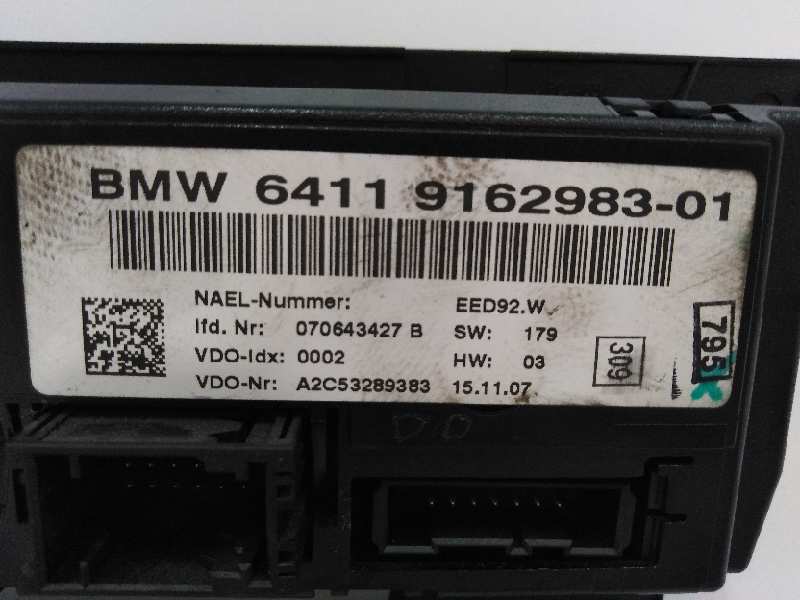 BMW 6411 9162983-01
NAEL-Nummer: EED92.W
lfd. Nr: 070643427 B SW: 179
VDO-Idx: 0002 HW: 03
VDO-Nr: A2C53289383 15.11.07
309
795